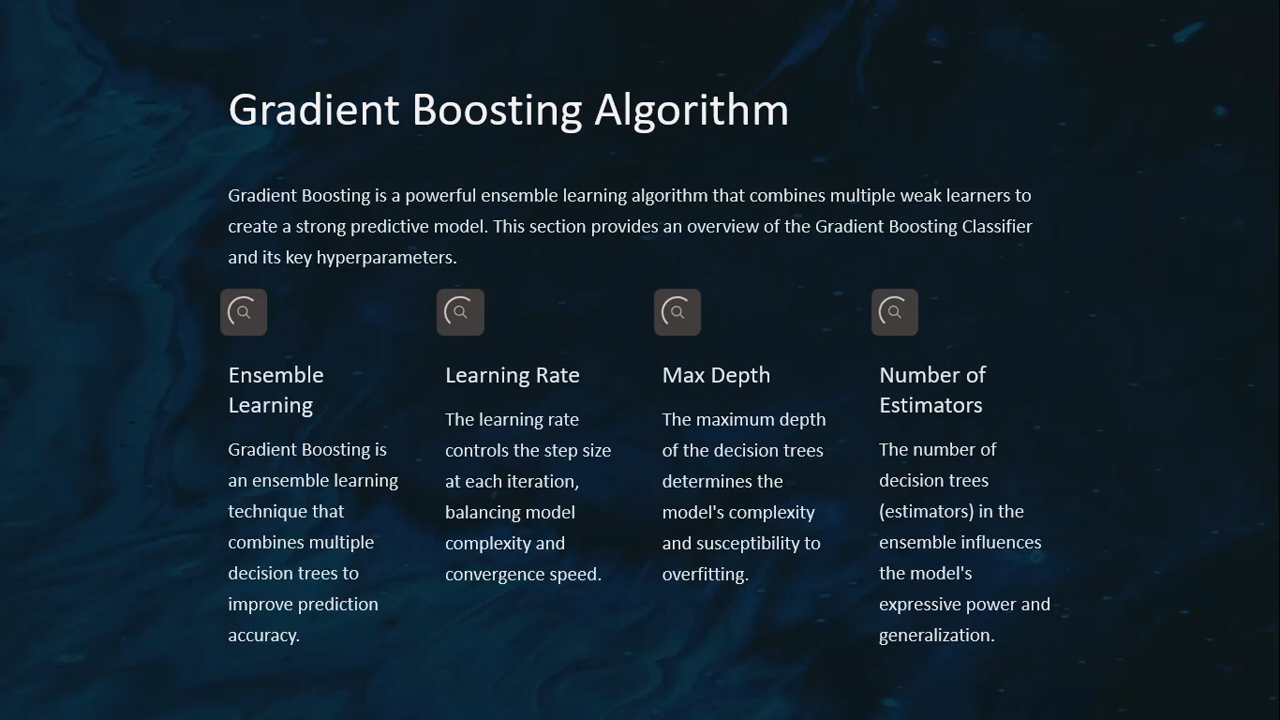 Gradient Boosting Algorithm
Gradient Boosting is a powerful ensemble learning algorithm that combines multiple weak learners to
create a strong predictive model. This section provides an overview of the Gradient Boosting Classifier
and its key hyperparameters.
Ensemble
Learning
Gradient Boosting is
an ensemble learning
technique that
combines multiple
decision trees to
improve prediction
accuracy.
Learning Rate
The learning rate
controls the step size
at each iteration,
balancing model
complexity and
convergence speed.
Max Depth
The maximum depth
of the decision trees
determines the
model's complexity
and susceptibility to
overfitting.
Number of
Estimators
The number of
decision trees
(estimators) in the
ensemble influences
the model's
expressive power and
generalization.